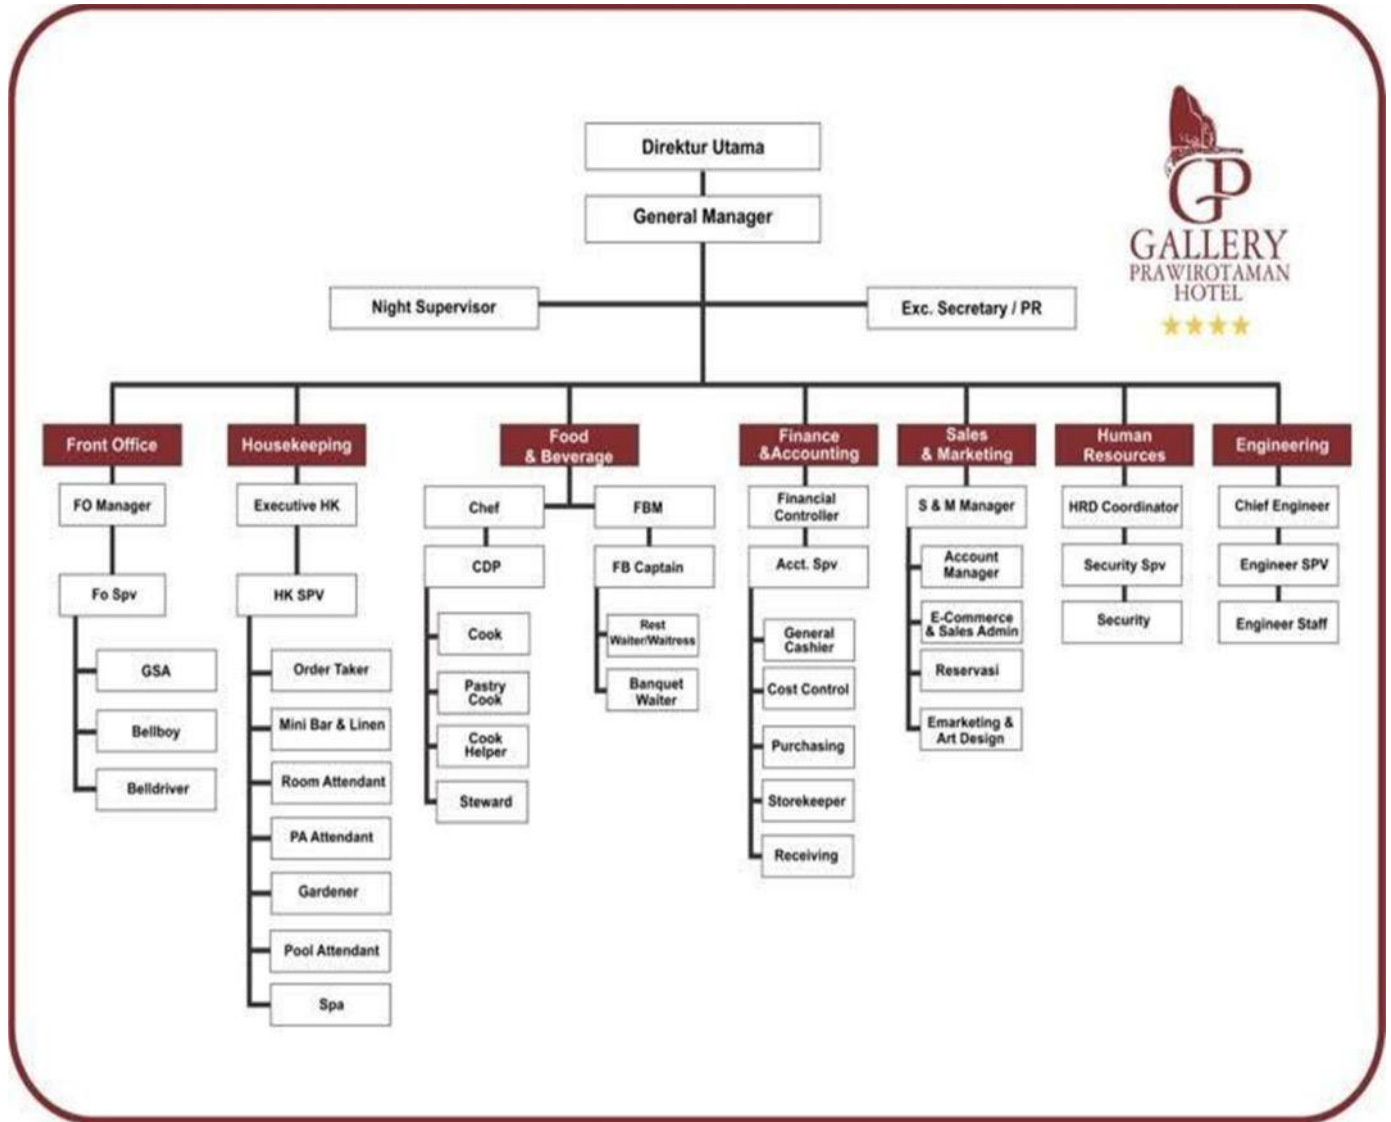 Direktur Utama
General Manager
GP
GALLERY
PRAWIROTAMAN
HOTEL
Night Supervisor
Exc. Secretary / PR
Front Office
FO Manager
Fo Spv
GSA
Bellboy
Belldriver
Housekeeping
Executive HK
HK SPV
Order Taker
Mini Bar & Linen
Room Attendant
PA Attendant
Gardener
Pool Attendant
Spa
Food
& Beverage
Chef
CDP
Cook
Pastry
Cook
Cook
Helper
Steward
FBM
FB Captain
Rest
Waiter/Waitress
Banquet
Waiter
Finance
&Accounting
Financial
Controller
Acct. Spv
General
Cashier
Cost Control
Purchasing
Storekeeper
Receiving
Sales
& Marketing
S & M Manager
Account
Manager
E-Commerce
& Sales Admin
Reservasi
Emarketing &
Art Design
Human
Resources
HRD Coordinator
Security Spv
Security
Engineering
Chief Engineer
Engineer SPV
Engineer Staff